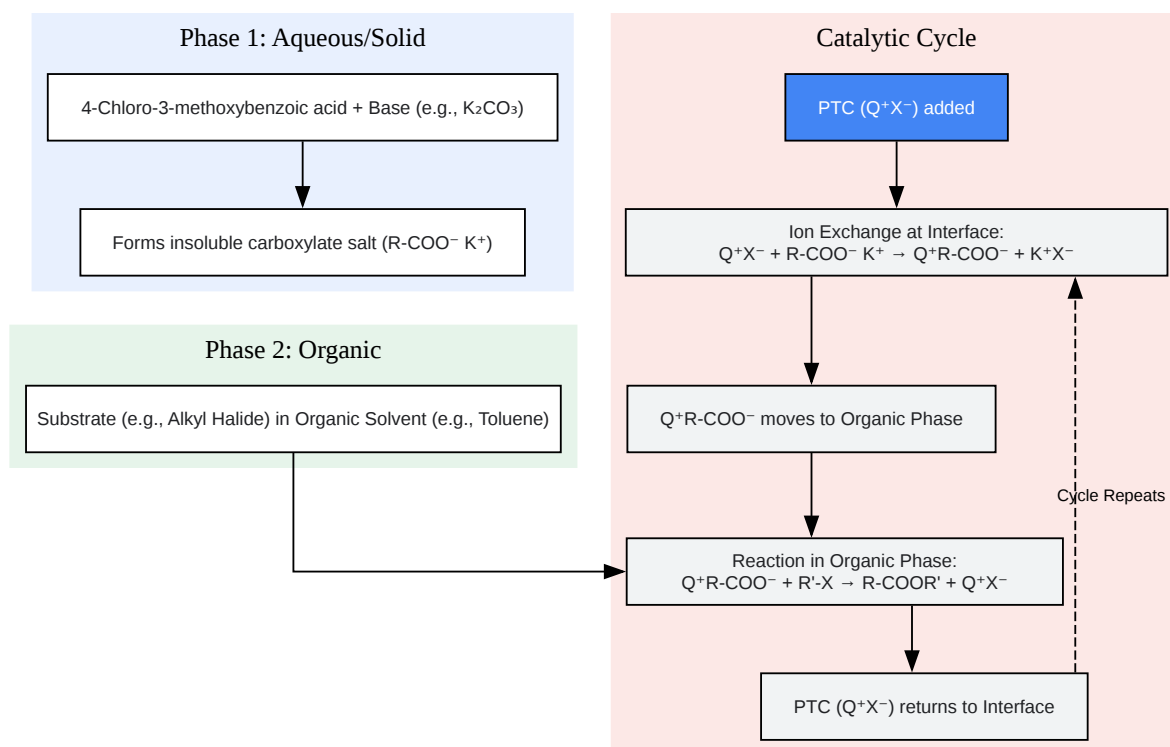 Phase 1: Aqueous/Solid
4-Chloro-3-methoxybenzoic acid + Base (e.g., K₂CO₃)
Forms insoluble carboxylate salt (R-COO⁻ K⁺)
Phase 2: Organic
Substrate (e.g., Alkyl Halide) in Organic Solvent (e.g., Toluene)
Catalytic Cycle
PTC (Q⁺X⁻) added
Ion Exchange at Interface:
Q⁺X⁻ + R-COO⁻ K⁺ → Q⁺R-COO⁻ + K⁺X⁻
Q⁺R-COO⁻ moves to Organic Phase
Cycle Repeats
Reaction in Organic Phase:
Q⁺R-COO⁻ + R'-X → R-COOR' + Q⁺X⁻
PTC (Q⁺X⁻) returns to Interface